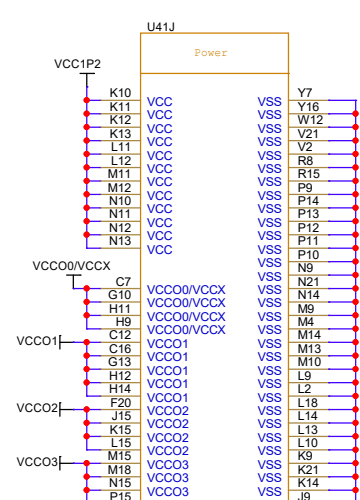 U41J
Power
VCC1P2
K10 VCC VSS Y7
K11 VCC VSS Y16
K12 VCC VSS W12
K13 VCC VSS V21
L11 VCC VSS V2
L12 VCC VSS R8
M11 VCC VSS R15
M12 VCC VSS P9
N10 VCC VSS P14
N11 VCC VSS P13
N12 VCC VSS P12
N13 VCC VSS P11
VSS P10
VCCO0/VCCX
VSS N9
C7 VCCO0/VCCX VSS N21
G10 VCCO0/VCCX VSS N14
H11 VCCO0/VCCX VSS M9
H9 VCCO0/VCCX VSS M4
VCCO1 C12 VCCO1 VSS M14
C16 VCCO1 VSS M13
G13 VCCO1 VSS M10
H12 VCCO1 VSS L9
H14 VCCO1 VSS L2
VCCO2 F20 VCCO2 VSS L18
J15 VCCO2 VSS L14
K15 VCCO2 VSS L13
L15 VCCO2 VSS L10
VCCO3 M15 VCCO3 VSS K9
M18 VCCO3 VSS K21
N15 VCCO3 VSS K14
P15 J9